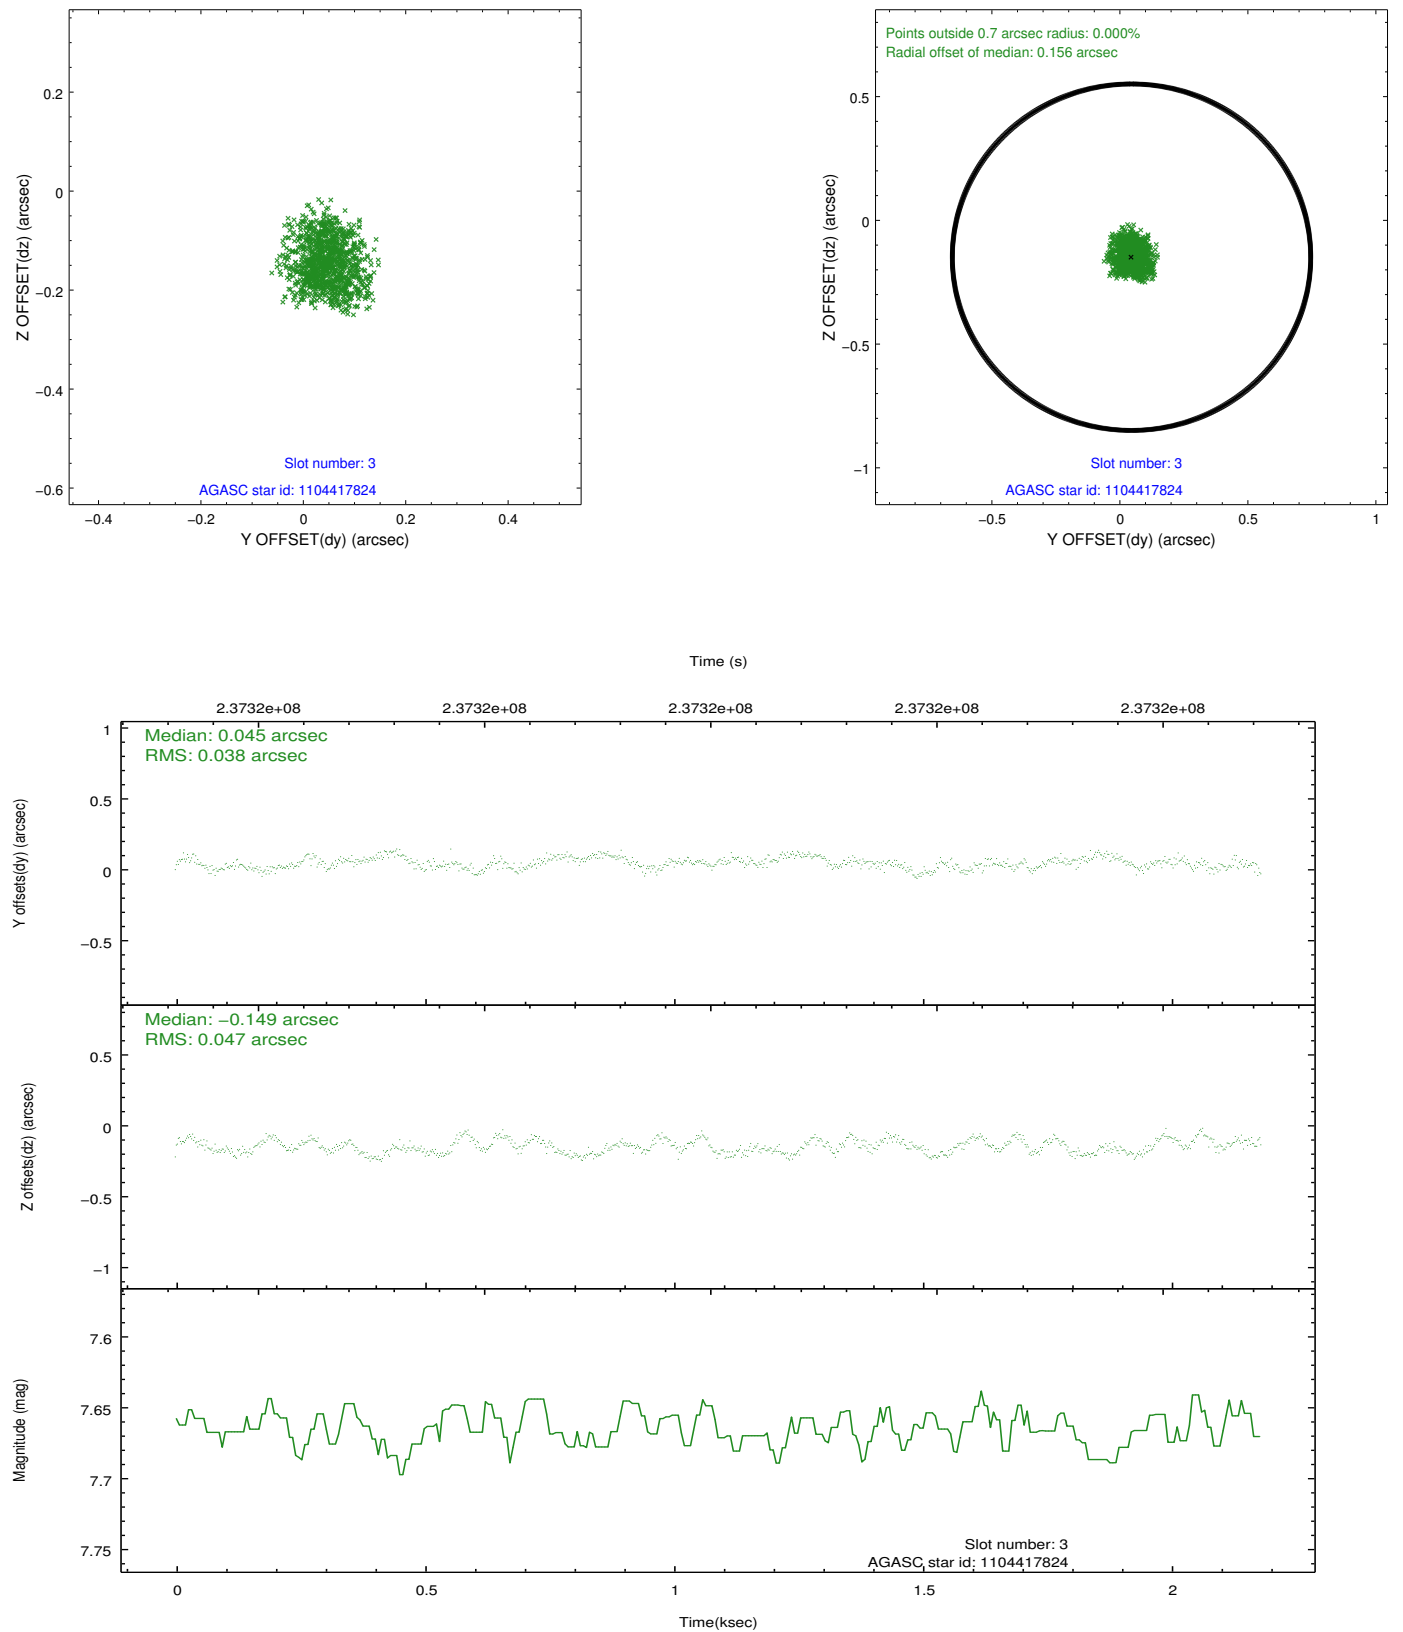 0.2
0
−0.2
−0.4
−0.6
Z OFFSET(dz) (arcsec)
Slot number: 3
AGASC star id: 1104417824
−0.4
−0.2
0
0.2
0.4
Y OFFSET(dy) (arcsec)
Points outside 0.7 arcsec radius: 0.000%
Radial offset of median: 0.156 arcsec
0.5
0
−0.5
−1
Z OFFSET(dz) (arcsec)
Slot number: 3
AGASC star id: 1104417824
−0.5
0
0.5
1
Y OFFSET(dy) (arcsec)
Time (s)
2.3732e+08
2.3732e+08
2.3732e+08
2.3732e+08
2.3732e+08
Median: 0.045 arcsec
RMS: 0.038 arcsec
1
0.5
0
−0.5
Y offsets(dy) (arcsec)
Median: −0.149 arcsec
RMS: 0.047 arcsec
0.5
0
−0.5
−1
Z offsets(dz) (arcsec)
7.6
7.65
7.7
7.75
Magnitude (mag)
Slot number: 3
AGASC star id: 1104417824
0
0.5
1
1.5
2
Time(ksec)